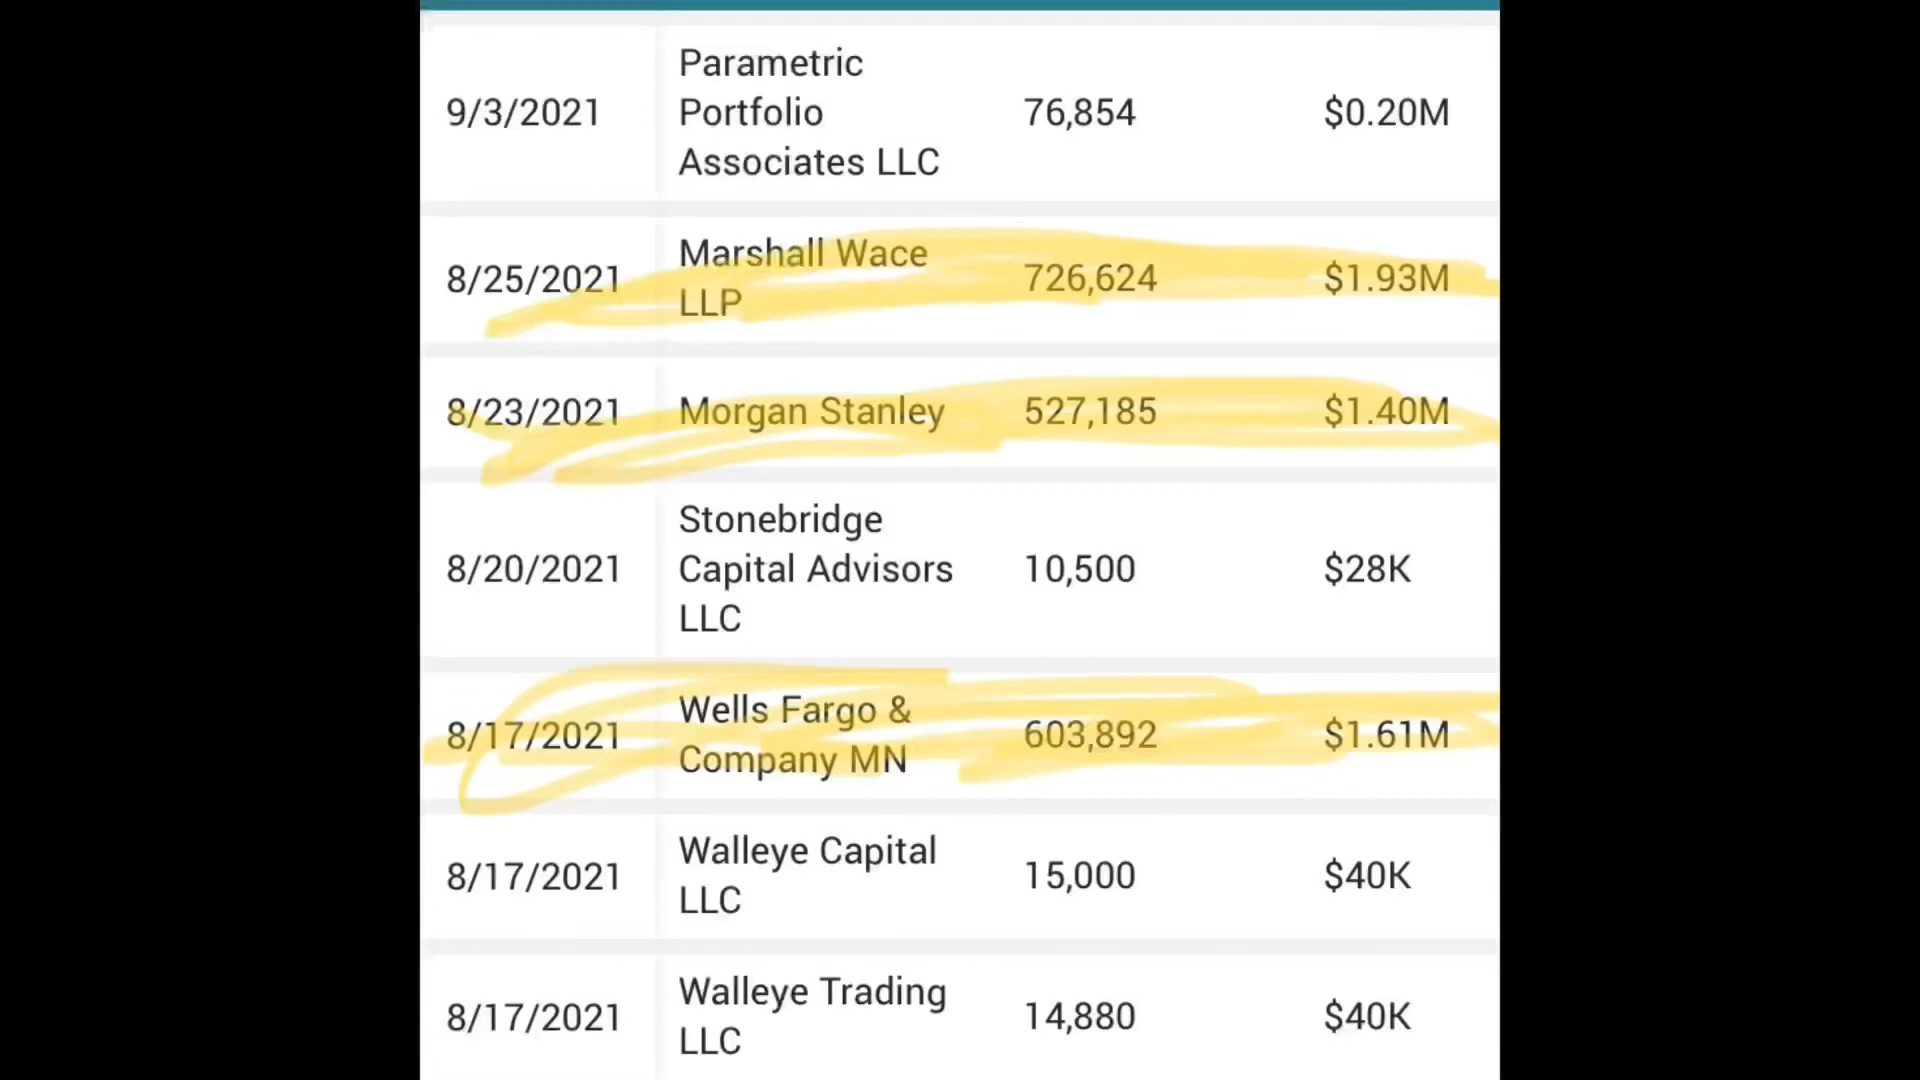 9/3/2021 Parametric Portfolio Associates LLC 76,854 $0.20M
8/25/2021 Marshall Wace LLP 726,624 $1.93M
8/23/2021 Morgan Stanley 527,185 $1.40M
8/20/2021 Stonebridge Capital Advisors LLC 10,500 $28K
8/17/2021 Wells Fargo & Company MN 603,892 $1.61M
8/17/2021 Walleye Capital LLC 15,000 $40K
8/17/2021 Walleye Trading LLC 14,880 $40K